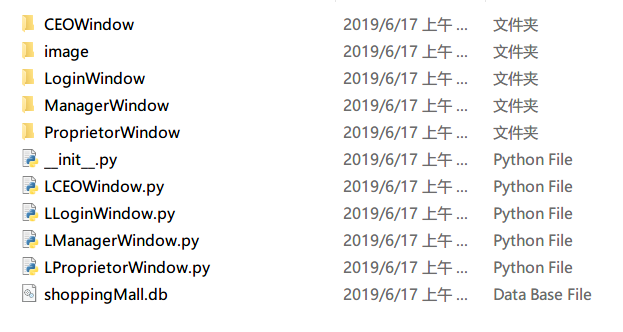 CEOWindow 2019/6/17 上午 ... 文件夹
image 2019/6/17 上午 ... 文件夹
LoginWindow 2019/6/17 上午 ... 文件夹
ManagerWindow 2019/6/17 上午 ... 文件夹
ProprietorWindow 2019/6/17 上午 ... 文件夹
__init__.py 2019/6/17 上午 ... Python File
LCEOWindow.py 2019/6/17 上午 ... Python File
LLoginWindow.py 2019/6/17 上午 ... Python File
LManagerWindow.py 2019/6/17 上午 ... Python File
LProprietorWindow.py 2019/6/17 上午 ... Python File
shoppingMall.db 2019/6/17 上午 ... Data Base File